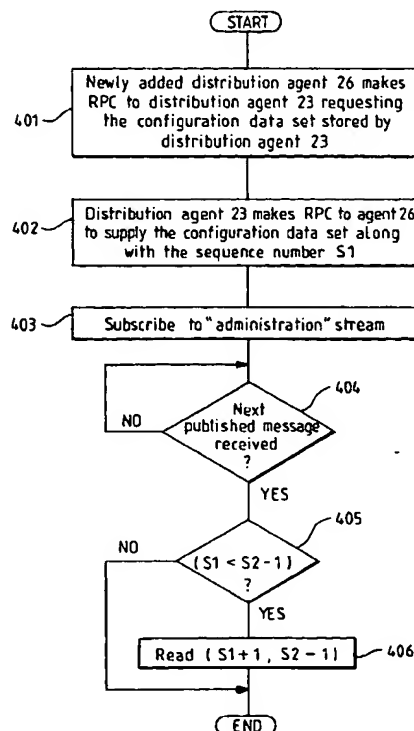 START
Newly added distribution agent 26 makes
RPC to distribution agent 23 requesting
the configuration data set stored by
distribution agent 23
401
Distribution agent 23 makes RPC to agent 26
to supply the configuration data set along
with the sequence number S1
402
403
Subscribe to "administration" stream
404
NO
Next
published message
received
?
YES
405
NO
(S1 < S2-1)
?
YES
Read (S1+1, S2-1)
406
END